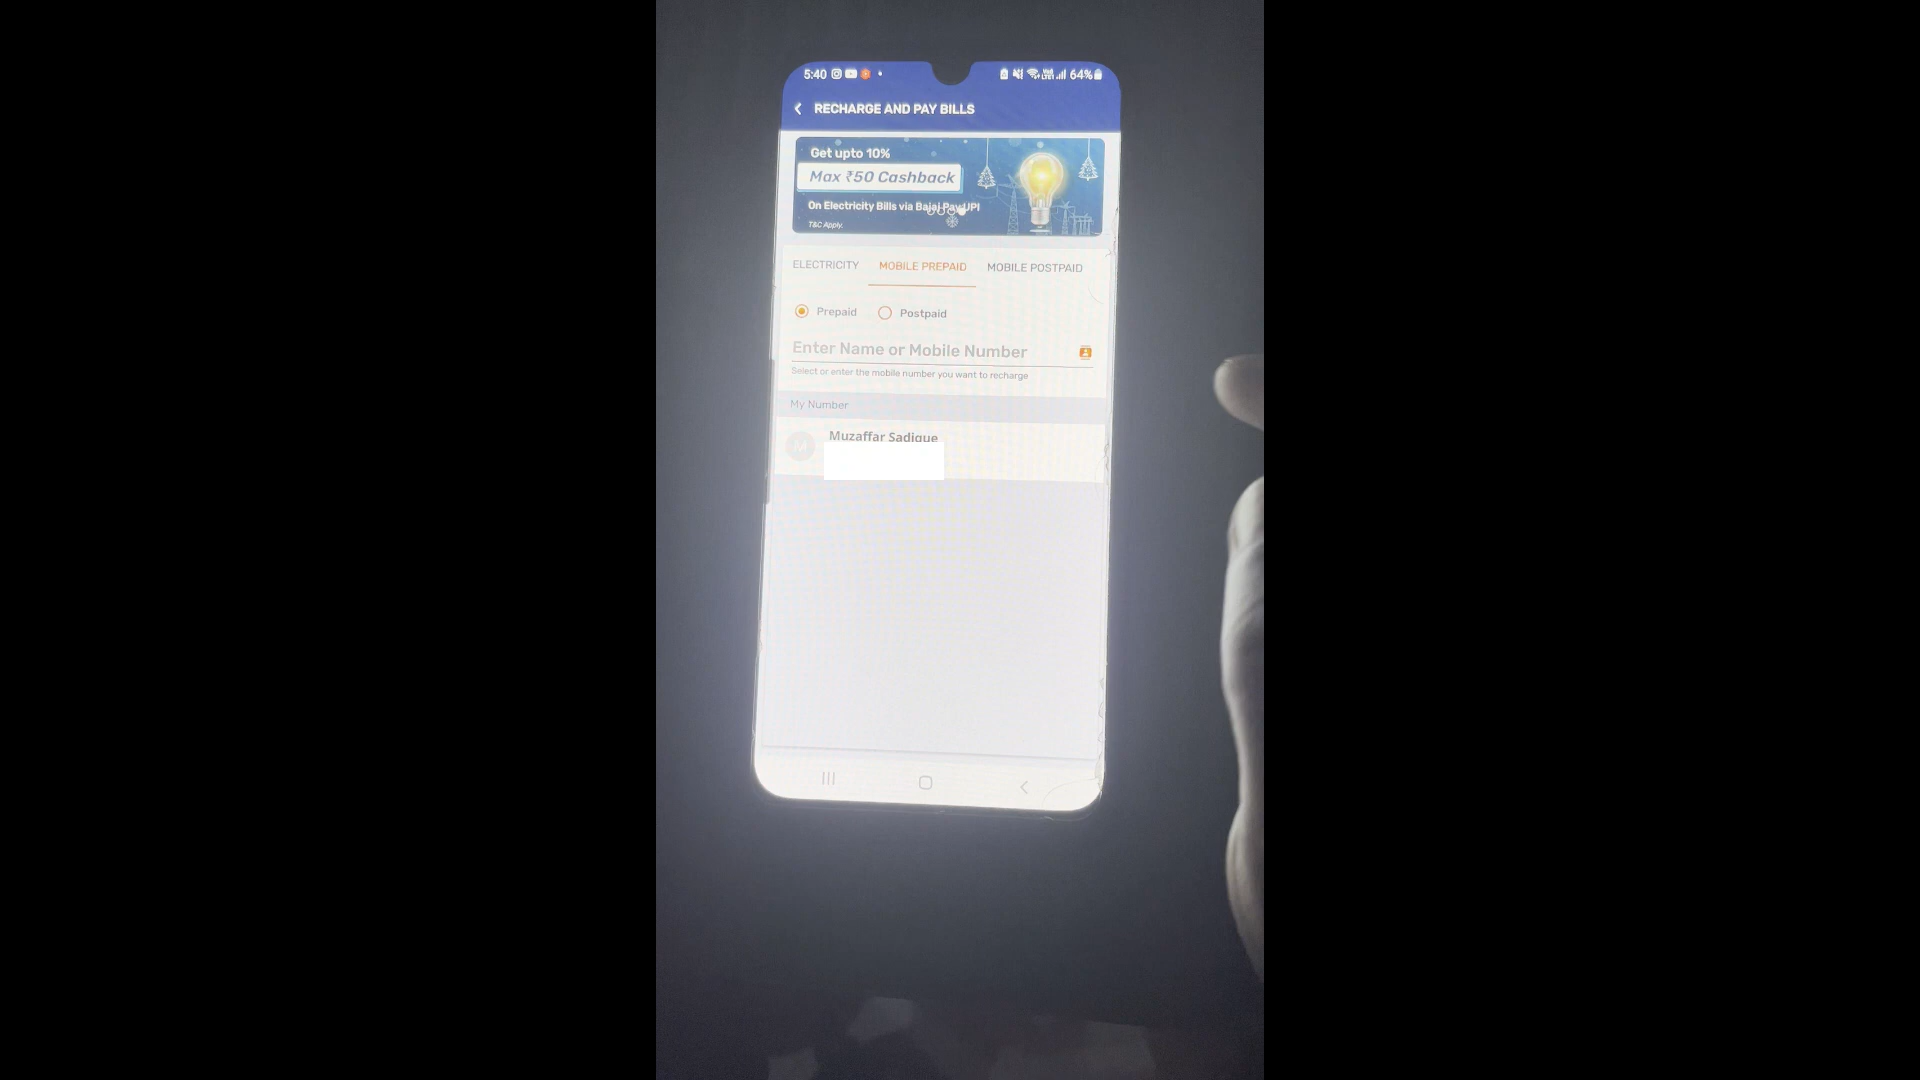 5:40
64%
RECHARGE AND PAY BILLS
Get upto 10%
Max ₹50 Cashback
On Electricity Bills via Bajaj Pay UPI
T&C Apply.
ELECTRICITY MOBILE PREPAID MOBILE POSTPAID
Prepaid Postpaid
Enter Name or Mobile Number
Select or enter the mobile number you want to recharge
My Number
M
Muzaffar Sadique